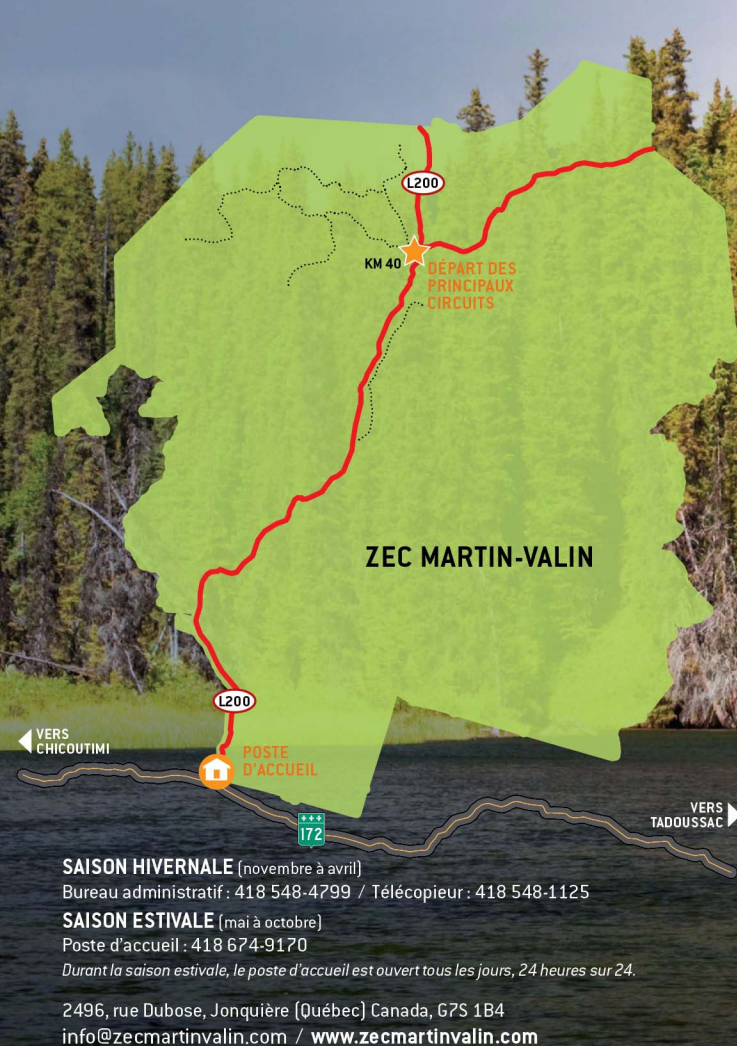 L200
KM 40
DÉPART DES
PRINCIPAUX
CIRCUITS
ZEC MARTIN-VALIN
L200
VERS
CHICOUTIMI
POSTE
D'ACCUEIL
VERS
TADOUSSAC
172
SAISON HIVERNALE (novembre à avril)
Bureau administratif : 418 548-4799 / Télécopieur : 418 548-1125
SAISON ESTIVALE (mai à octobre)
Poste d'accueil : 418 674-9170
Durant la saison estivale, le poste d'accueil est ouvert tous les jours, 24 heures sur 24.
2496, rue Dubose, Jonquière (Québec) Canada, G7S 1B4
info@zecmartinvalin.com / www.zecmartinvalin.com